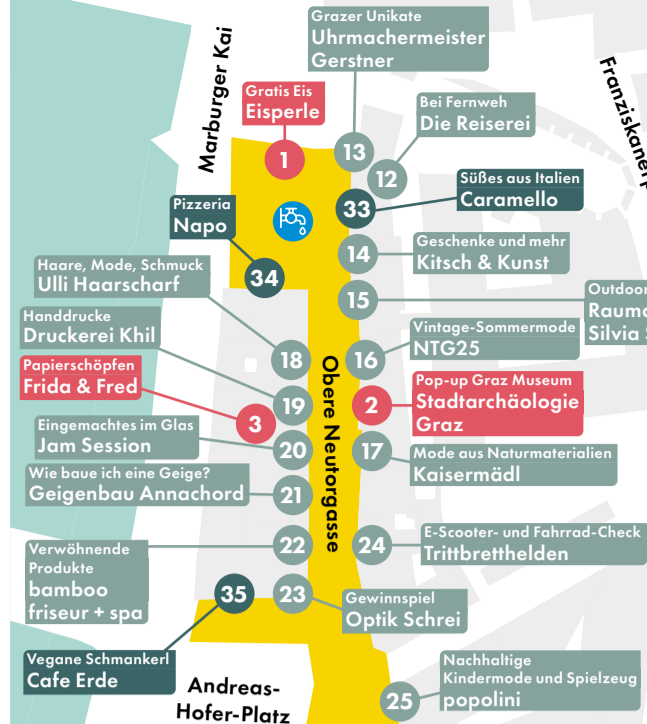 Grazer Unikate
Uhrmachermeister
Gerstner
Marburger Kai
Gratis Eis
Eisperle
1
13
Bei Fernweh
Die Reiserei
12
Süßes aus Italien
Caramello
33
Pizzeria
Napo
34
14
Geschenke und mehr
Kitsch & Kunst
Haare, Mode, Schmuck
Ulli Haarscharf
18
15
Outdoor
Silvia
Handdrucke
Druckerei Khil
19
Vintage-Sommermode
NTG25
16
Obere Neutorgasse
Papierschöpfen
Frida & Fred
3
2
Pop-up Graz Museum
Stadtarchäologie
Graz
Eingemachtes im Glas
Jam Session
20
17
Mode aus Naturmaterialien
Kaisermädl
Wie baue ich eine Geige?
Geigenbau Annachord
21
Verwöhnende
Produkte
bamboo
friseur + spa
22
24
E-Scooter- und Fahrrad-Check
Trittbretthelden
35
23
Gewinnspiel
Optik Schrei
Vegane Schmankerl
Cafe Erde
Andreas-
Hofer-Platz
25
Nachhaltige
Kindermode und Spielzeug
popolini